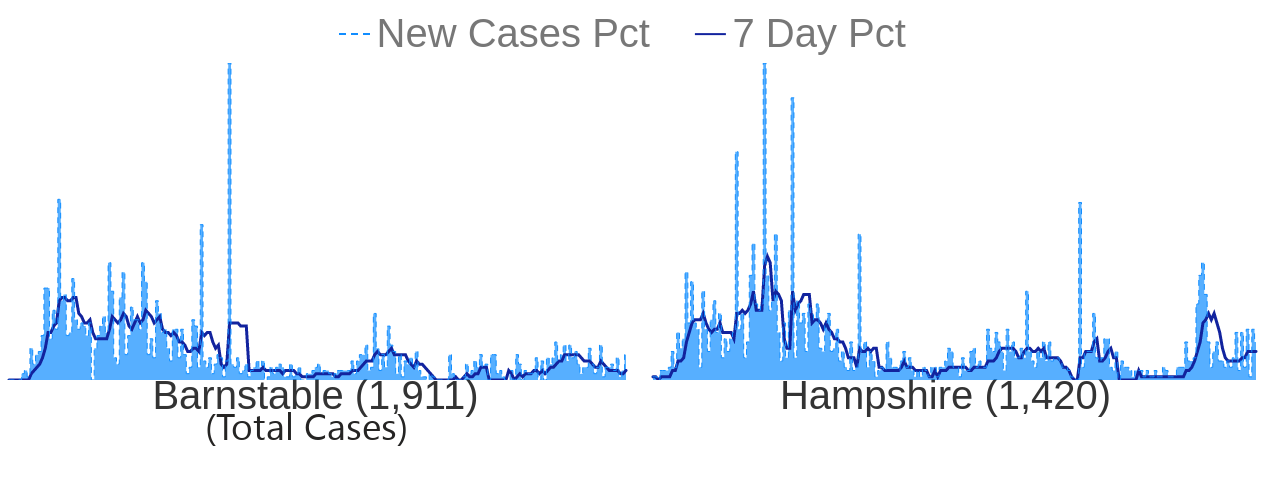 New Cases Pct 7 Day Pct
Barnstable (1,911) Hampshire (1,420)
(Total Cases)